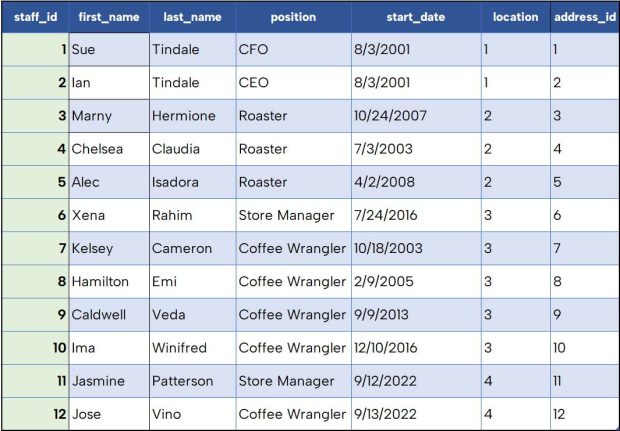 staff_id first_name last_name position start_date location address_id
1 Sue Tindale CFO 8/3/2001 1 1
2 Ian Tindale CEO 8/3/2001 1 2
3 Marny Hermione Roaster 10/24/2007 2 3
4 Chelsea Claudia Roaster 7/3/2003 2 4
5 Alec Isadora Roaster 4/2/2008 2 5
6 Xena Rahim Store Manager 7/24/2016 3 6
7 Kelsey Cameron Coffee Wrangler 10/18/2003 3 7
8 Hamilton Emi Coffee Wrangler 2/9/2005 3 8
9 Caldwell Veda Coffee Wrangler 9/9/2013 3 9
10 Ima Winifred Coffee Wrangler 12/10/2016 3 10
11 Jasmine Patterson Store Manager 9/12/2022 4 11
12 Jose Vino Coffee Wrangler 9/13/2022 4 12